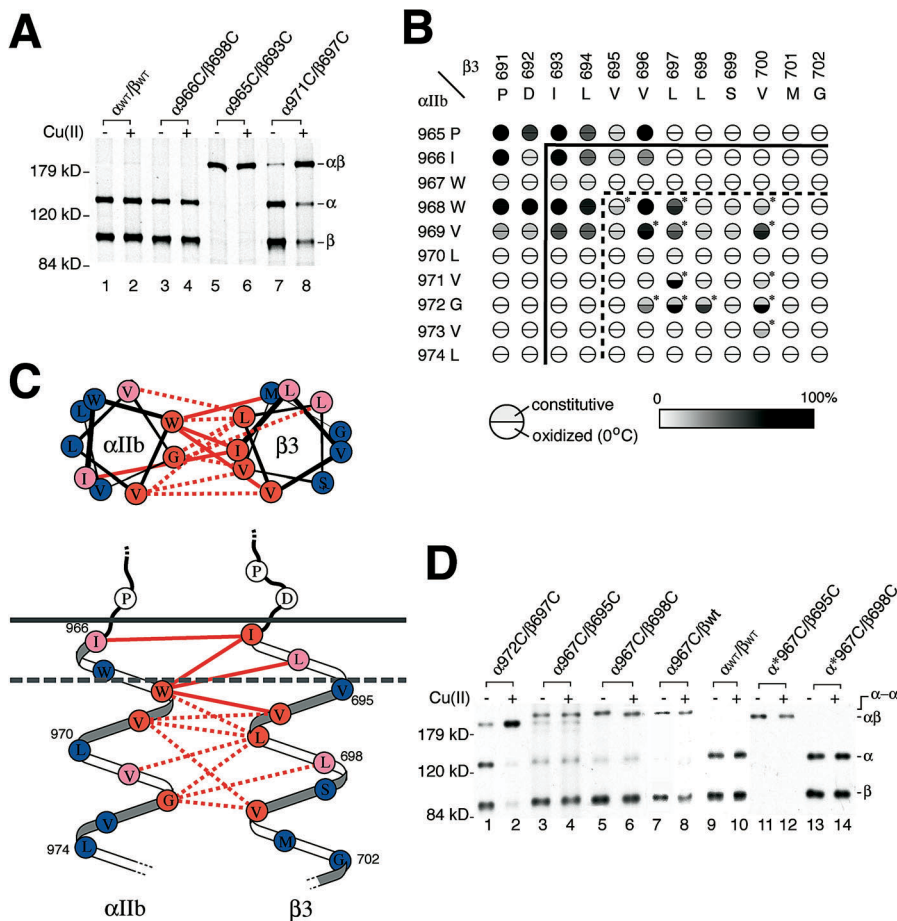 A
αWT/βWT
α966C/β698C
α965C/β693C
α971C/β697C
Cu(II) - + - + - + - +
179 kD
120 kD
84 kD
αβ
α
β
1 2 3 4 5 6 7 8
B
β3
αIIb
691 692 693 694 695 696 697 698 699 700 701 702
P D I L V V L L S V M G
965 P
966 I
967 W
968 W * * *
969 V * * *
970 L
971 V * *
972 G * * * *
973 V *
974 L
constitutive
oxidized (0°C)
0 100%
C
L W V W L I V G V αIIb
M L L L G I β3 V V S V
P P D
966 I I
W L
W V 695
V V
970 L L
V L 698
G S
V V
974 L M
G 702
αIIb β3
D
α972C/β697C
α967C/β695C
α967C/β698C
α967C/βwt
αWT/βWT
α*967C/β695C
α*967C/β698C
Cu(II) - + - + - + - + - + - + - +
α-α
αβ
179 kD
120 kD
84 kD
α
β
1 2 3 4 5 6 7 8 9 10 11 12 13 14